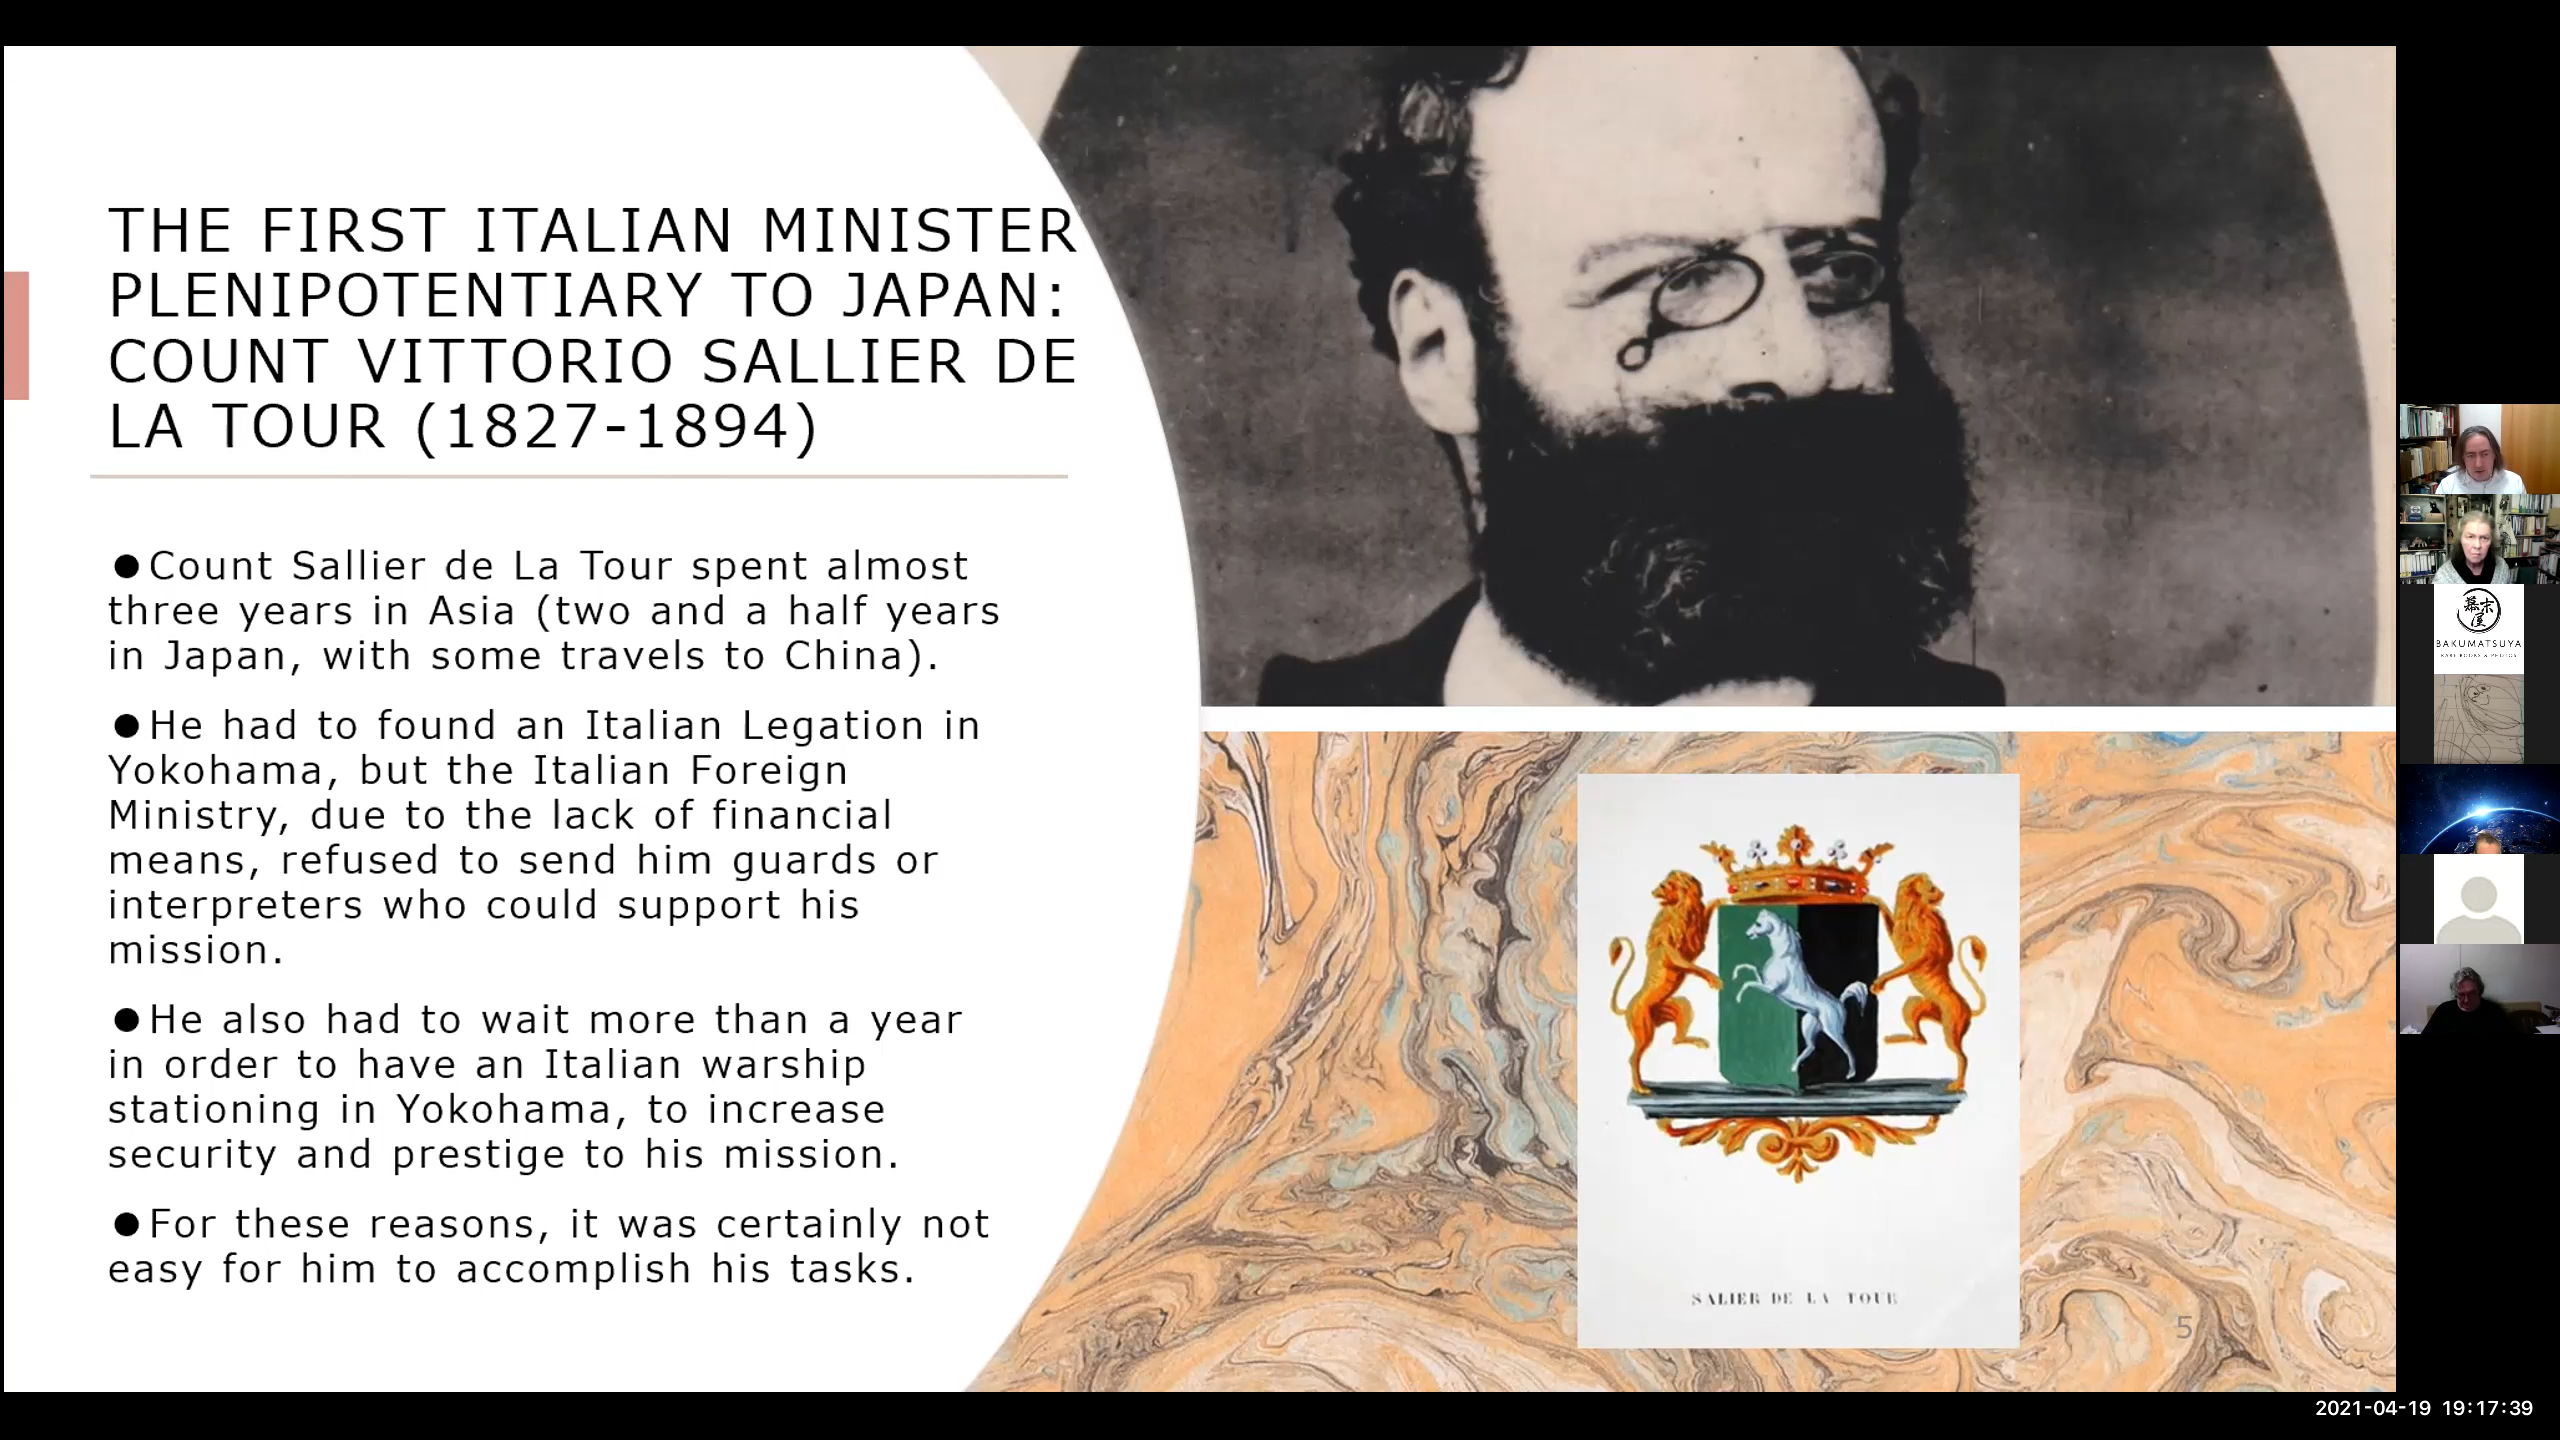 THE FIRST ITALIAN MINISTER
PLENIPOTENTIARY TO JAPAN:
COUNT VITTORIO SALLIER DE
LA TOUR (1827-1894)
●Count Sallier de La Tour spent almost
three years in Asia (two and a half years
in Japan, with some travels to China).
●He had to found an Italian Legation in
Yokohama, but the Italian Foreign
Ministry, due to the lack of financial
means, refused to send him guards or
interpreters who could support his
mission.
●He also had to wait more than a year
in order to have an Italian warship
stationing in Yokohama, to increase
security and prestige to his mission.
●For these reasons, it was certainly not
easy for him to accomplish his tasks.
SALIER DE LA TOUR
5
幕末
屋
BAKUMATSUYA
RARE BOOKS & PHOTOS
2021-04-19 19:17:39